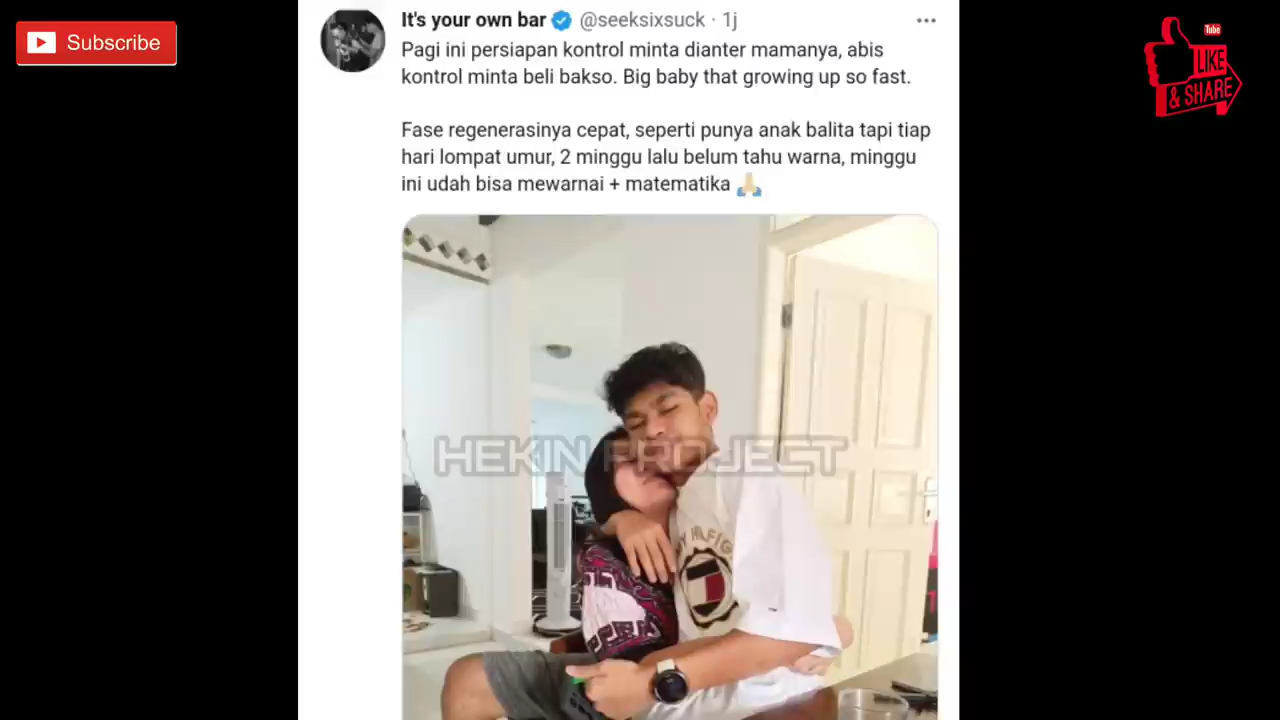 Subscribe
It's your own bar @seeksixsuck · 1j
Pagi ini persiapan kontrol minta dianter mamanya, abis
kontrol minta beli bakso. Big baby that growing up so fast.
Fase regenerasinya cepat, seperti punya anak balita tapi tiap
hari lompat umur, 2 minggu lalu belum tahu warna, minggu
ini udah bisa mewarnai + matematika 🙏🏼
Tube
LIKE
& SHARE
HEKIN PROJECT
HILFIG